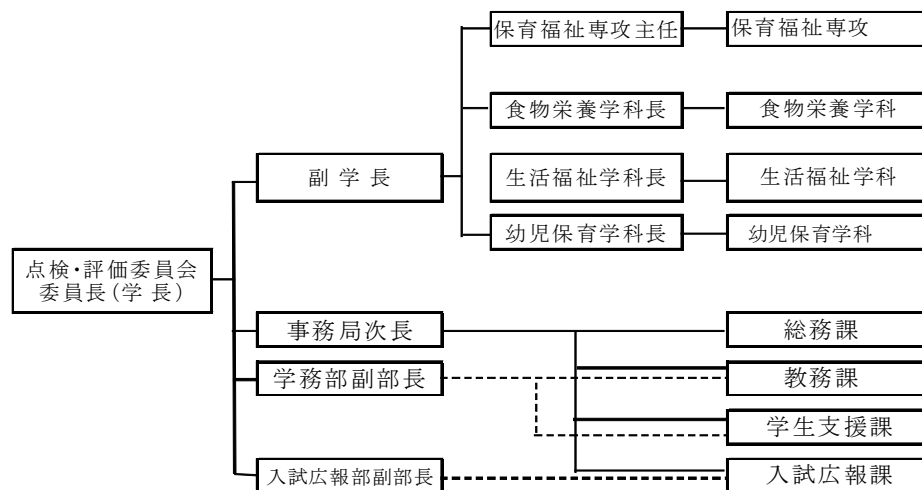 保育福祉専攻主任
保育福祉専攻
食物栄養学科長
食物栄養学科
副 学 長
生活福祉学科長
生活福祉学科
幼児保育学科長
幼児保育学科
点検・評価委員会
委員長(学 長)
事務局次長
総務課
学務部副部長
教務課
学生支援課
入試広報部副部長
入試広報課